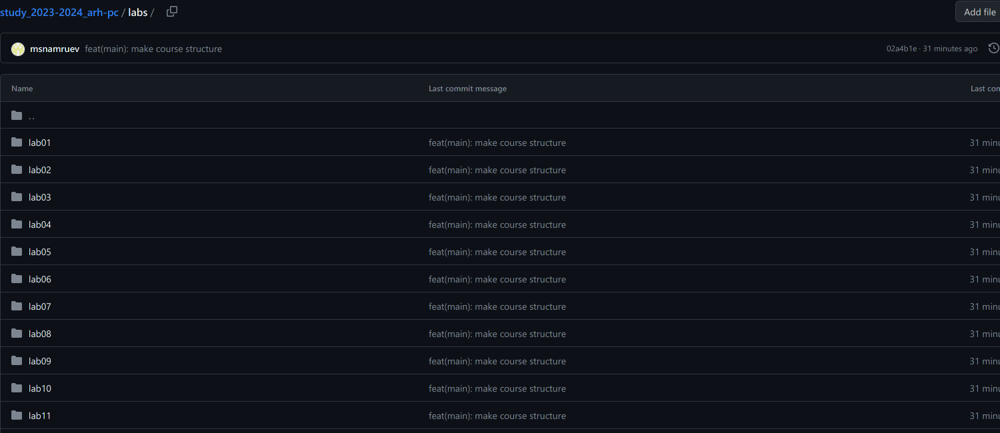 study_2023-2024_arh-pc / labs /
Add file
msnamruev feat(main): make course structure 02a4b1e · 31 minutes ago
Name Last commit message Last com
..
lab01 feat(main): make course structure 31 minu
lab02 feat(main): make course structure 31 minu
lab03 feat(main): make course structure 31 minu
lab04 feat(main): make course structure 31 minu
lab05 feat(main): make course structure 31 minu
lab06 feat(main): make course structure 31 minu
lab07 feat(main): make course structure 31 minu
lab08 feat(main): make course structure 31 minu
lab09 feat(main): make course structure 31 minu
lab10 feat(main): make course structure 31 minu
lab11 feat(main): make course structure 31 minu